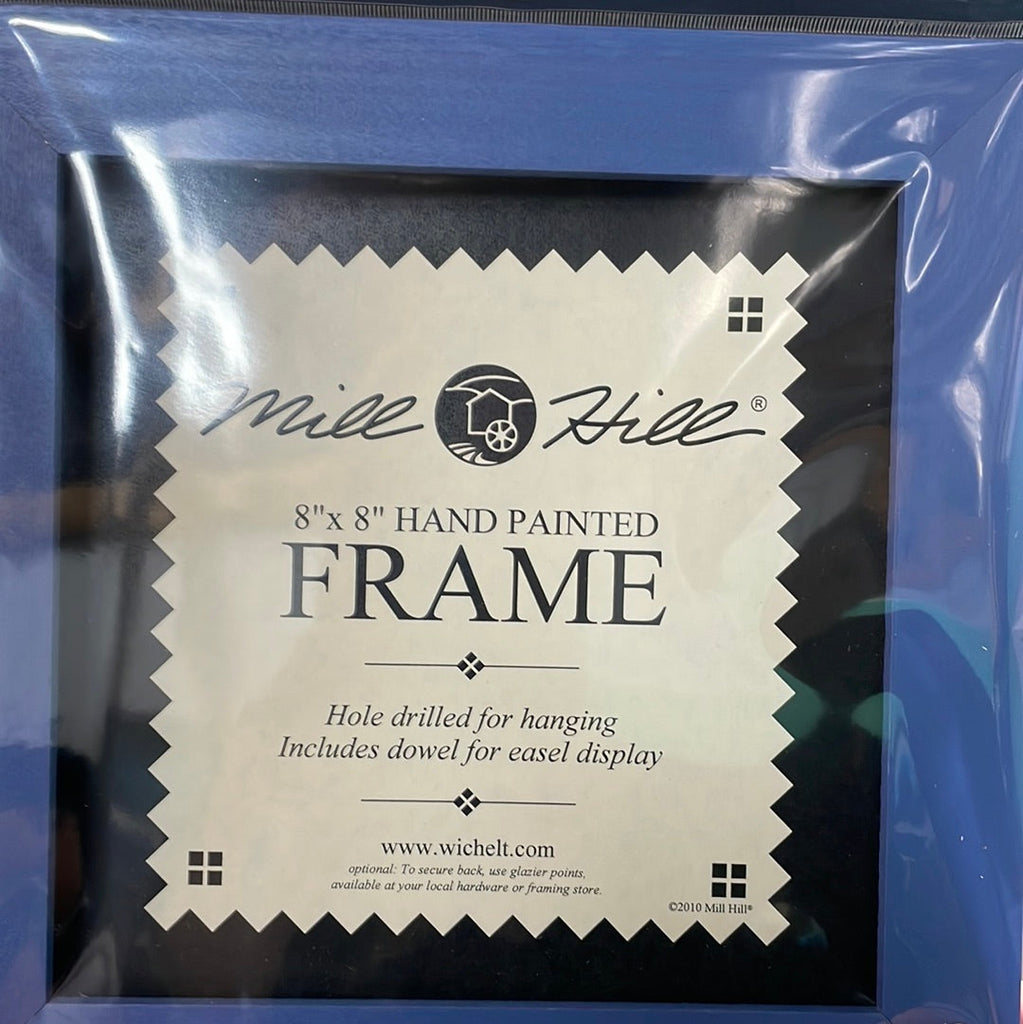 Mill Hill®
8"x 8" HAND PAINTED
FRAME
Hole drilled for hanging
Includes dowel for easel display
www.wichelt.com
optional: To secure back, use glazier points,
available at your local hardware or framing store.
©2010 Mill Hill®